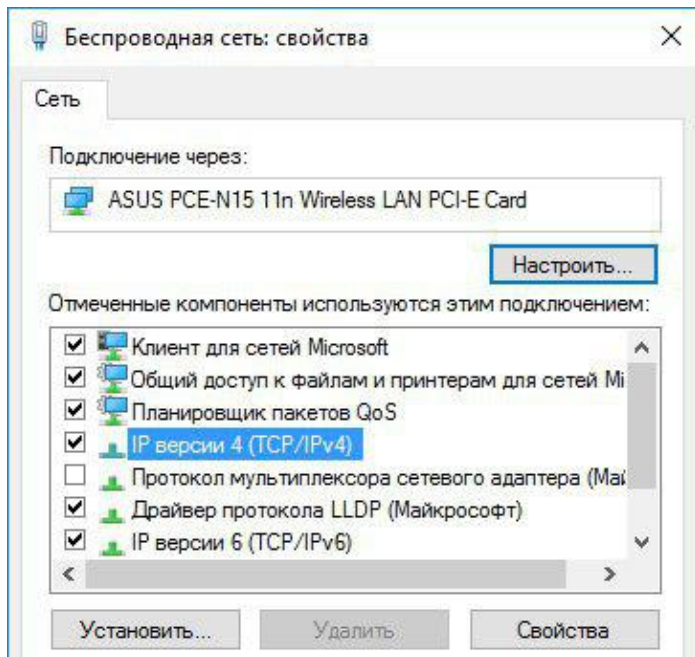 Беспроводная сеть: свойства
Сеть
Подключение через:
ASUS PCE-N15 11n Wireless LAN PCI-E Card
Настроить...
Отмеченные компоненты используются этим подключением:
Клиент для сетей Microsoft
Общий доступ к файлам и принтерам для сетей Mi
Планировщик пакетов QoS
IP версии 4 (TCP/IPv4)
Протокол мультиплексора сетевого адаптера (Май
Драйвер протокола LLDP (Майкрософт)
IP версии 6 (TCP/IPv6)
Установить... Удалить Свойства